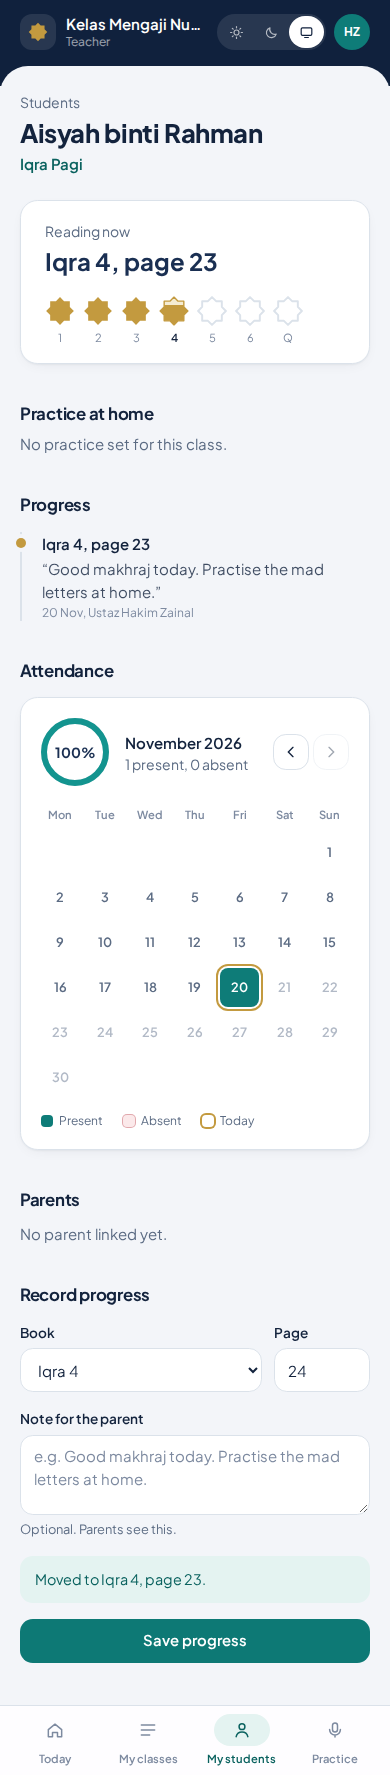 Kelas Mengaji Nu…
Teacher
HZ
Students
Aisyah binti Rahman
Iqra Pagi
Reading now
Iqra 4, page 23
1 2 3 4 5 6 Q
Practice at home
No practice set for this class.
Progress
Iqra 4, page 23
“Good makhraj today. Practise the mad
letters at home.”
20 Nov, Ustaz Hakim Zainal
Attendance
100%
November 2026
1 present, 0 absent
Mon Tue Wed Thu Fri Sat Sun
1
2 3 4 5 6 7 8
9 10 11 12 13 14 15
16 17 18 19 20 21 22
23 24 25 26 27 28 29
30
Present Absent Today
Parents
No parent linked yet.
Record progress
Book Page
Iqra 4 24
Note for the parent
e.g. Good makhraj today. Practise the mad
letters at home.
Optional. Parents see this.
Moved to Iqra 4, page 23.
Save progress
Today My classes My students Practice